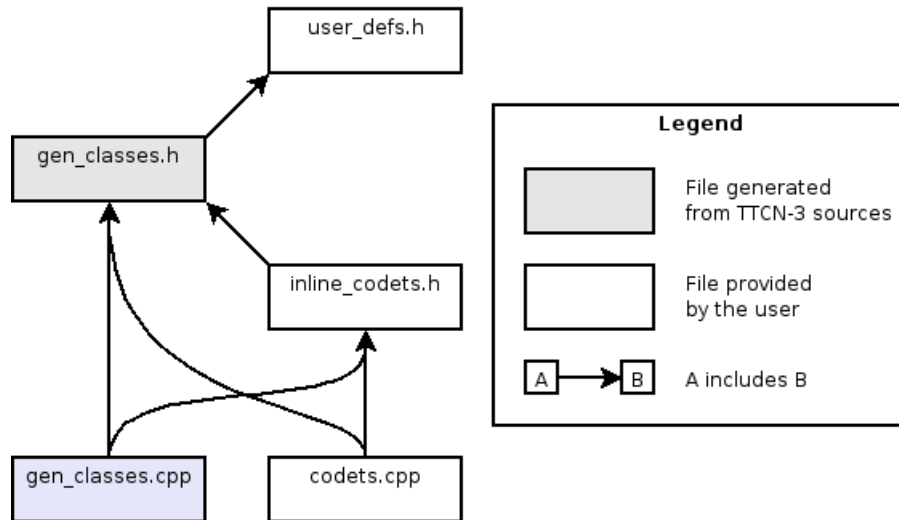 user_defs.h
gen_classes.h
inline_codets.h
gen_classes.cpp
codets.cpp
Legend
File generated
from TTCN-3 sources
File provided
by the user
A
B
A includes B